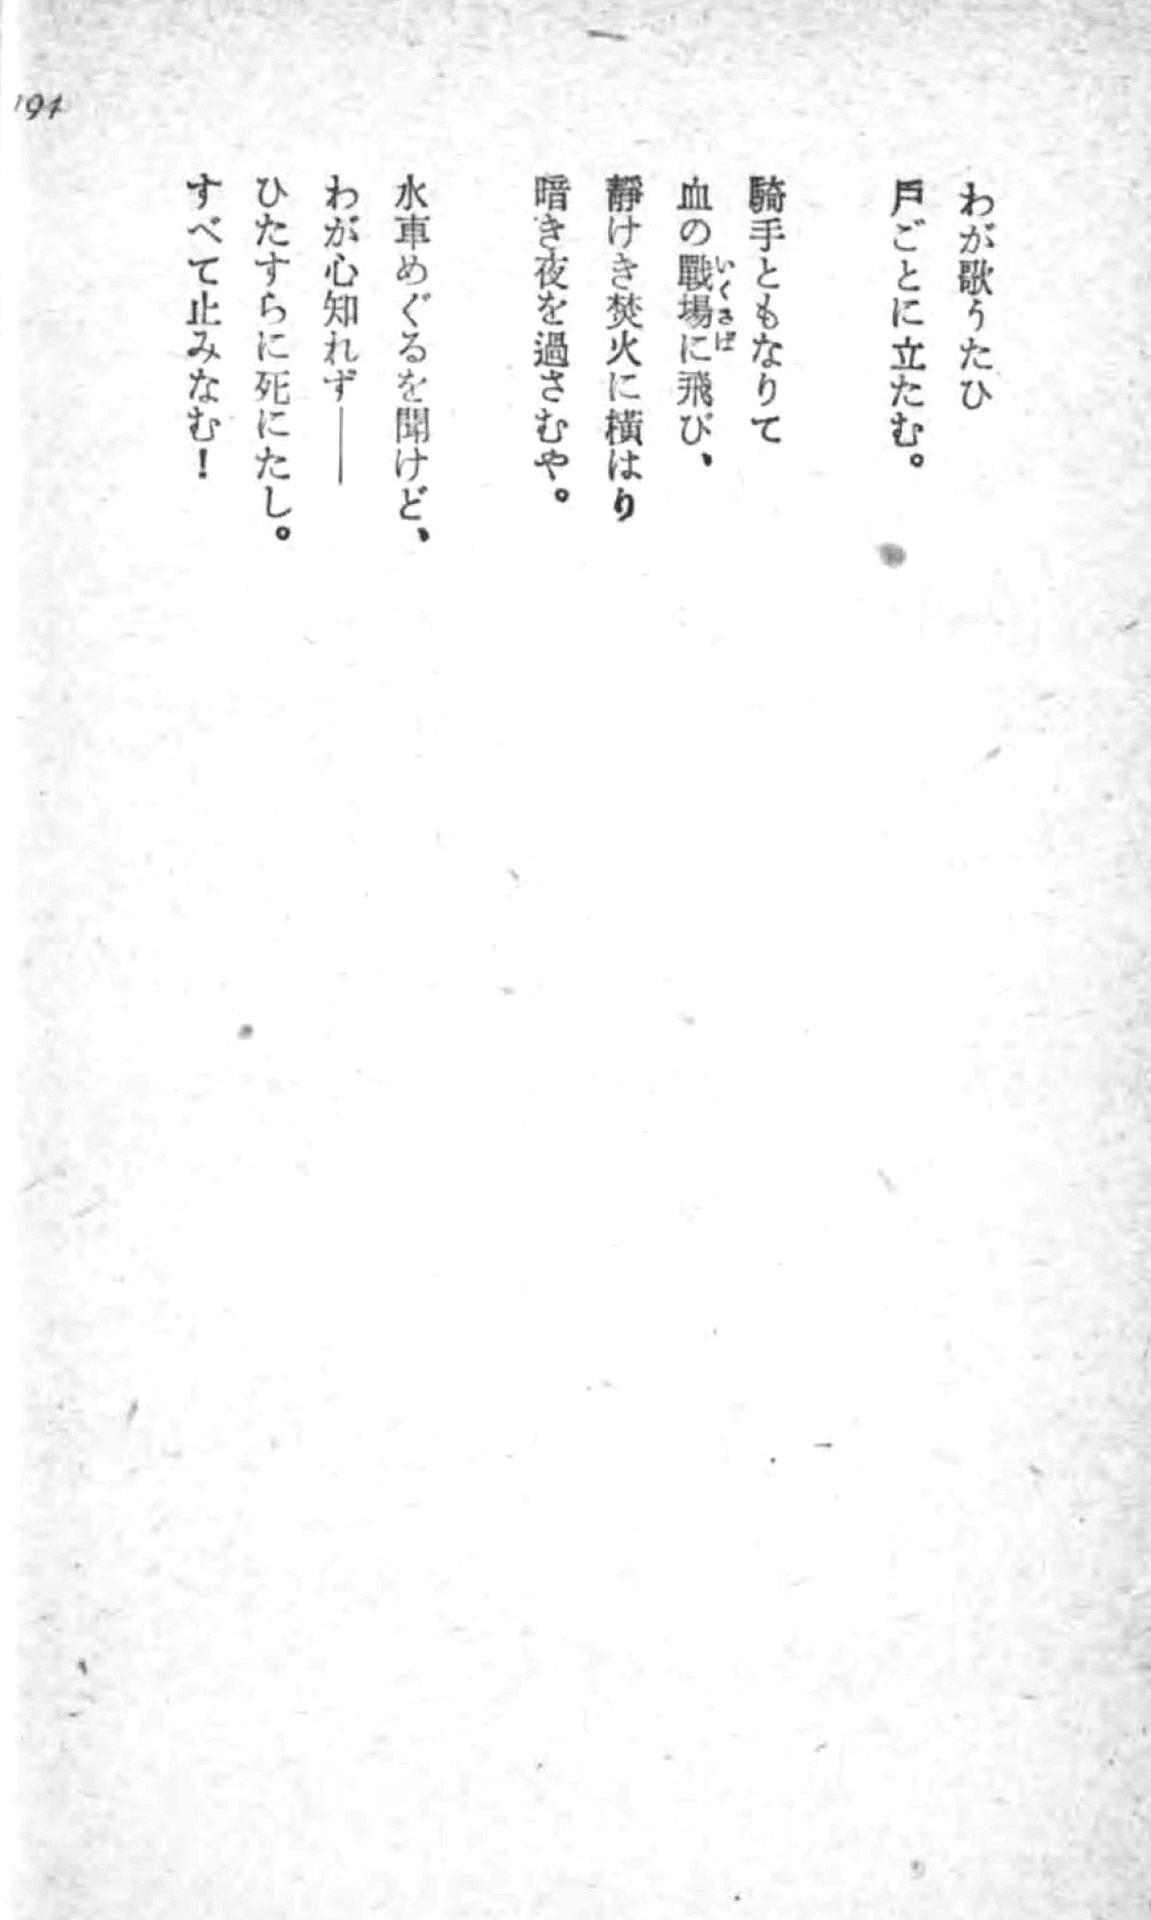 わが歌うたひ
戸ごとに立たむ。
騎手ともなりて
血の戰場に飛び、
いくさば
靜けき焚火に横はり
暗き夜を過さむや。
水車めぐるを聞けど、
わが心知れず——
ひたすらに死にたし。
すべて止みなむ!
194